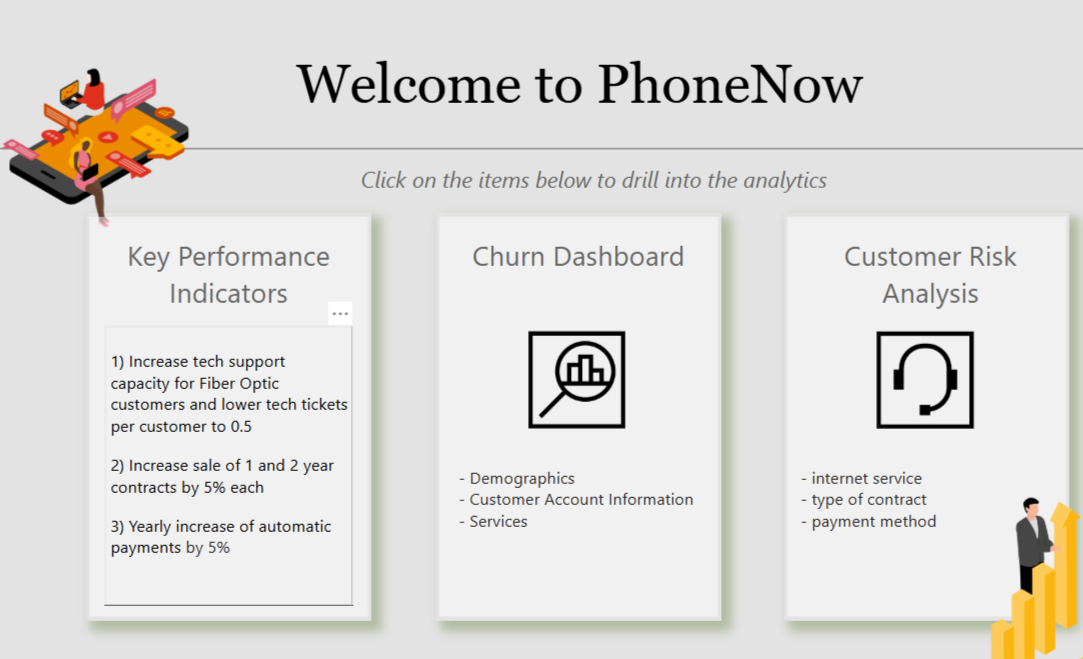 Welcome to PhoneNow
Click on the items below to drill into the analytics
Key Performance
Indicators
...
1) Increase tech support
capacity for Fiber Optic
customers and lower tech tickets
per customer to 0.5
2) Increase sale of 1 and 2 year
contracts by 5% each
3) Yearly increase of automatic
payments by 5%
Churn Dashboard
- Demographics
- Customer Account Information
- Services
Customer Risk
Analysis
- internet service
- type of contract
- payment method